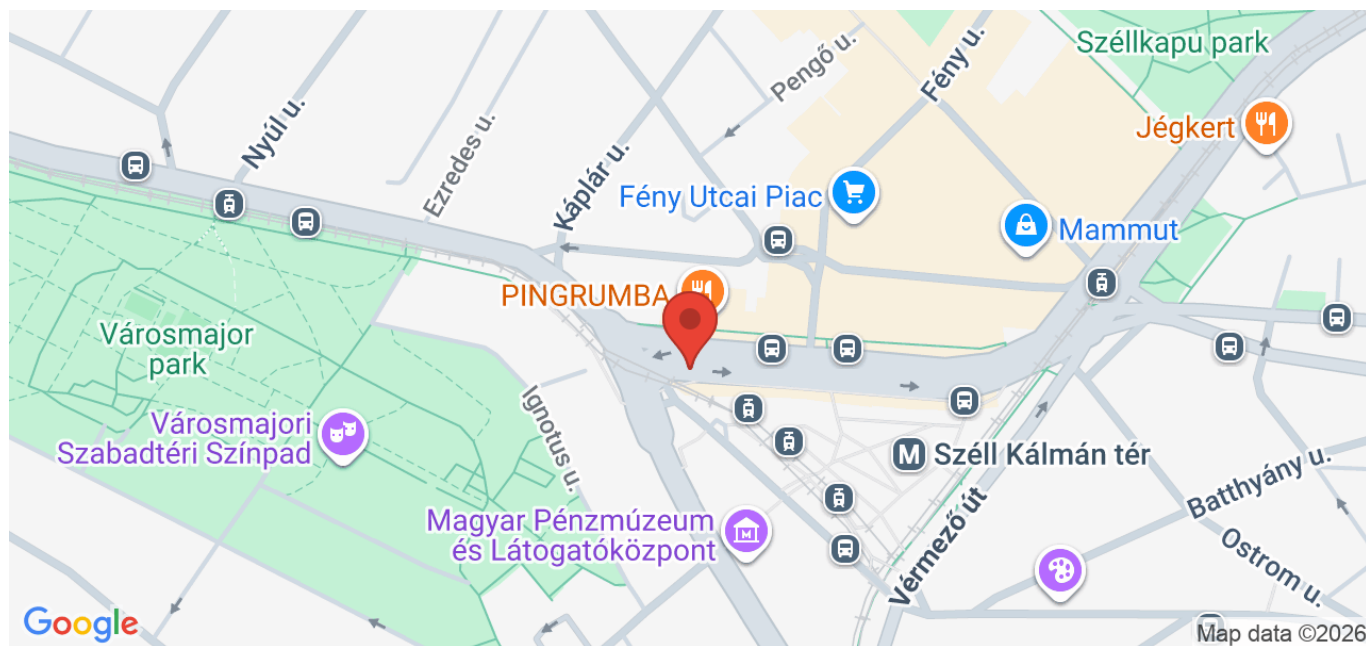 Széllkapu park
Pengő u.
Fény u.
Nyúl u.
Jégkert
Ezredes u.
Káplár u.
Fény Utcai Piac
Mammut
PINGRUMBA
Városmajor
park
Ignotus u.
Városmajori
Szabadtéri Színpad
M
Széll Kálmán tér
Batthyány u.
Magyar Pénzmúzeum
és Látogatóközpont
Vérmező út
Ostrom u.
Google
Map data ©2026